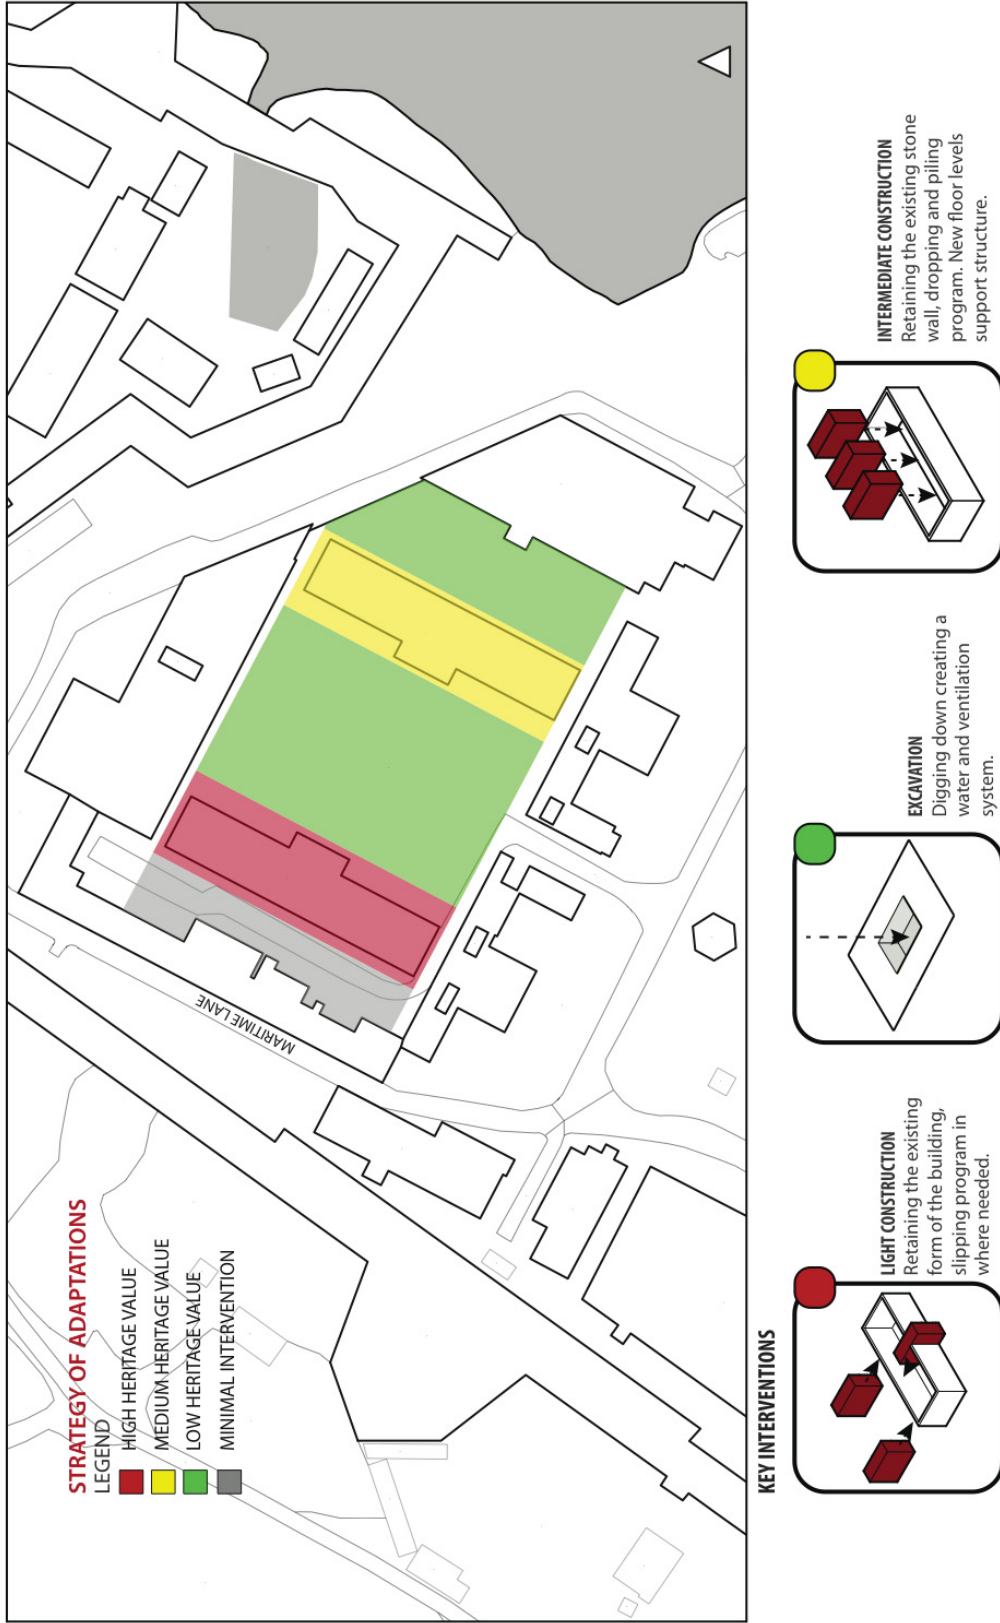 STRATEGY OF ADAPTATIONS
LEGEND
HIGH HERITAGE VALUE
MEDIUM HERITAGE VALUE
LOW HERITAGE VALUE
MINIMAL INTERVENTION
MARITIME LANE
KEY INTERVENTIONS
LIGHT CONSTRUCTION
Retaining the existing
form of the building,
slipping program in
where needed.
EXCAVATION
Digging down creating a
water and ventilation
system.
INTERMEDIATE CONSTRUCTION
Retaining the existing stone
wall, dropping and piling
program. New floor levels
support structure.